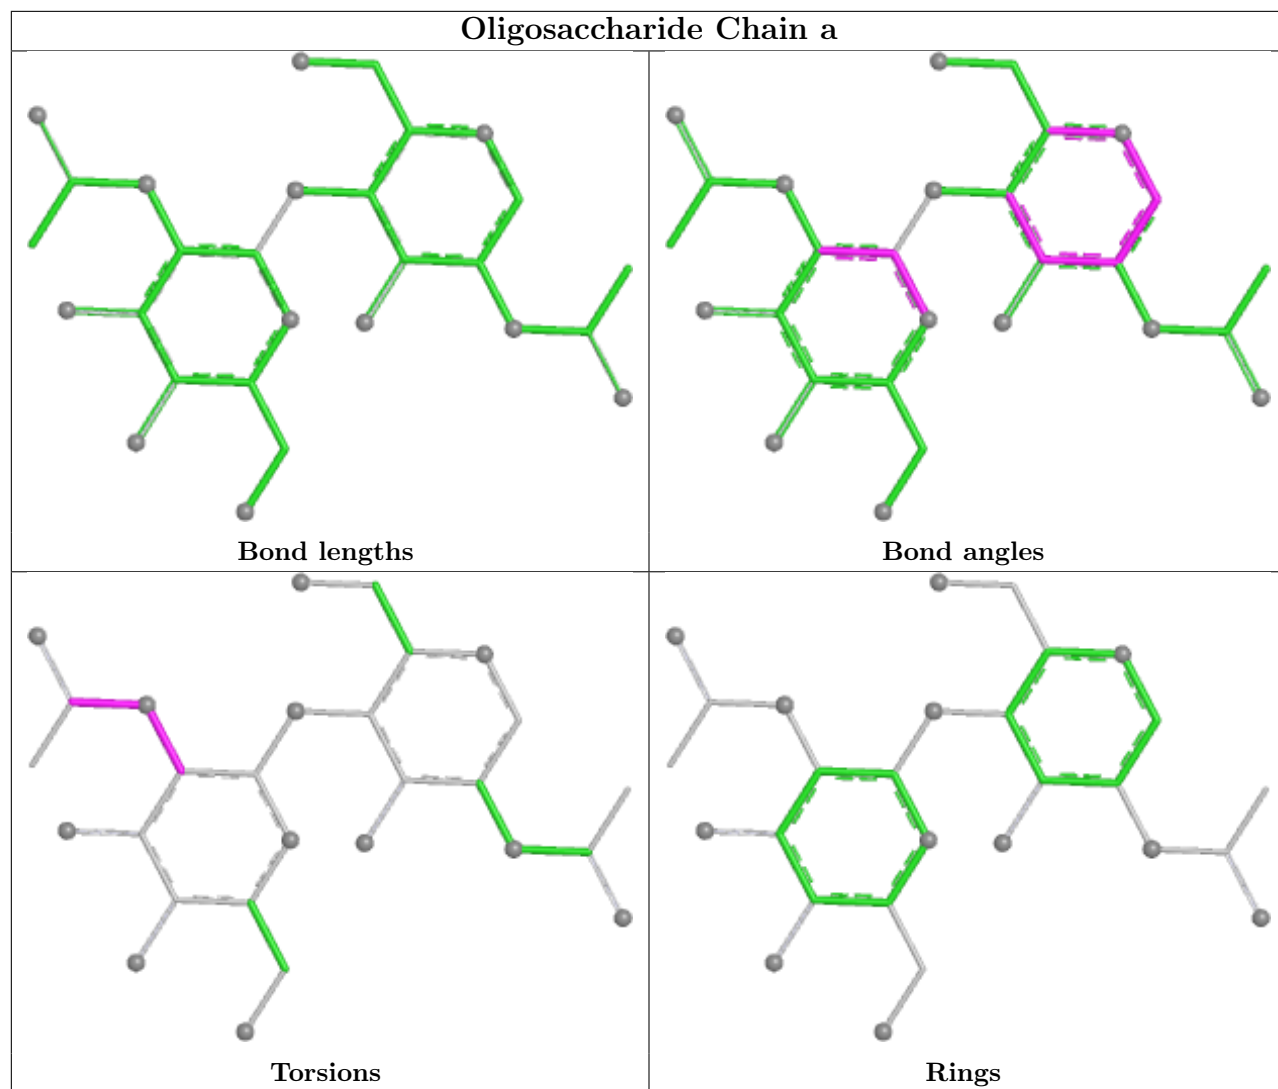 Oligosaccharide Chain a
Bond lengths
Bond angles
Torsions
Rings